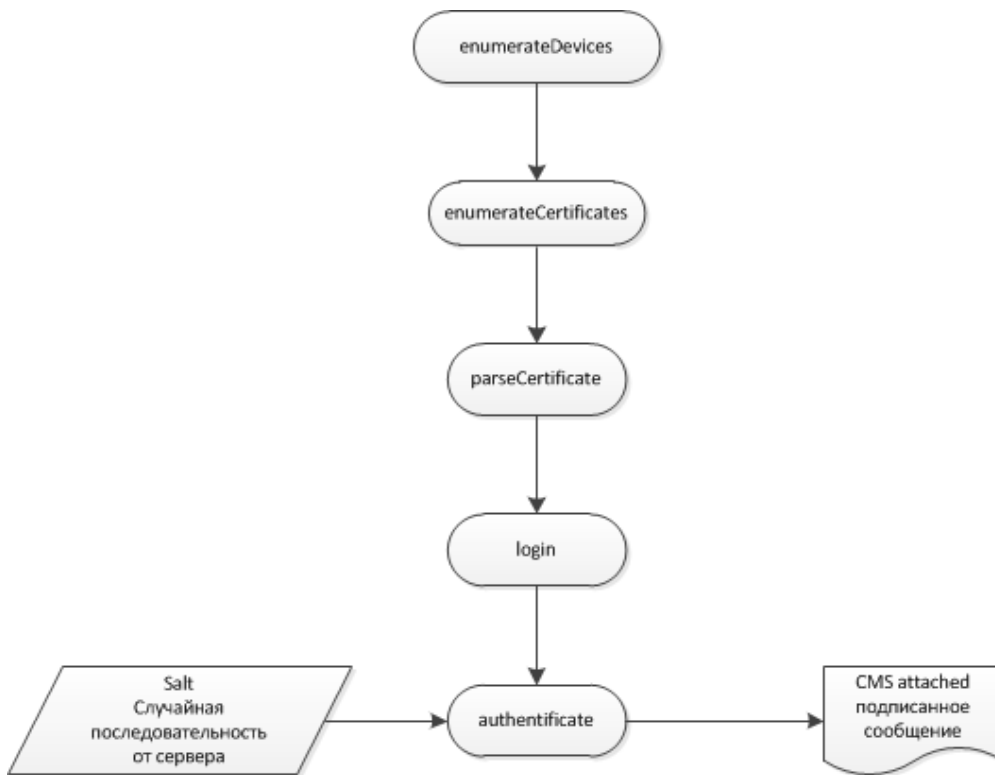 enumerateDevices
enumerateCertificates
parseCertificate
login
Salt
Случайная
последовательность
от сервера
authentificate
CMS attached
подписанное
сообщение